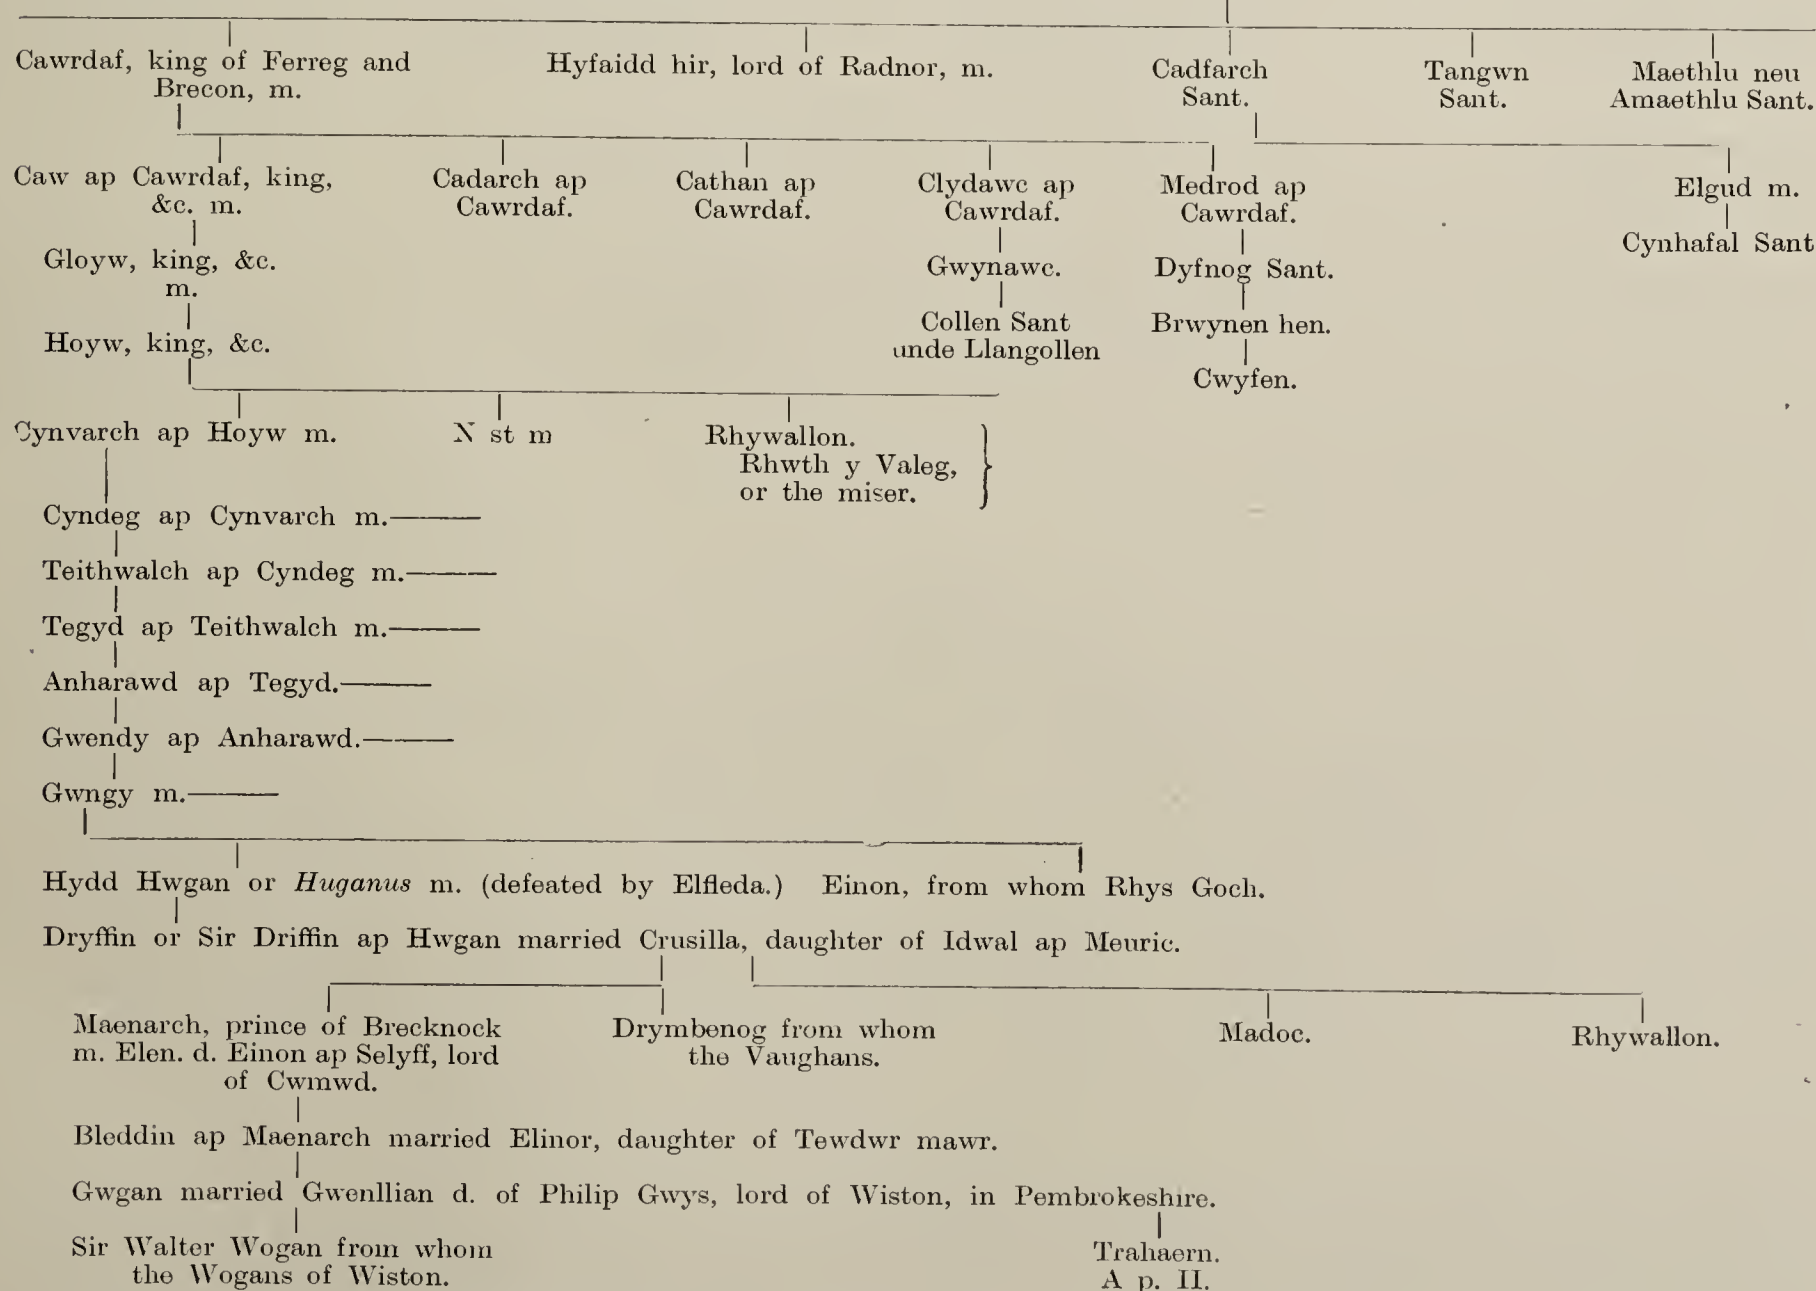 Cawrdaf, king of Ferreg and
Brecon, m.
Hyfaidd hir, lord of Radnor, m.
Cadfarch
Sant.
Tangwn
Sant.
Maethlu neu
Amaethlu Sant.
Caw ap Cawrdaf, king,
&c. m.
Cadarch ap
Cawrdaf.
Cathan ap
Cawrdaf.
Clydawc ap
Cawrdaf.
Medrod ap
Cawrdaf.
Elgud m.
Gloyw, king, &c.
m.
Gwynawc.
Dyfnog Sant.
Cynhafal Sant
Hoyw, king, &c.
Collen Sant
unde Llangollen
Brwynen hen.
Cwyfen.
Cynvarch ap Hoyw m.
N st m
Rhywallon.
Rhwth y Valeg,
or the miser.
Cyndeg ap Cynvarch m.
Teithwalch ap Cyndeg m.
Tegyd ap Teithwalch m.
Anharawd ap Tegyd.
Gwendy ap Anharawd.
Gwngy m.
Hydd Hwgan or Huganus m. (defeated by Elfleda.) Einon, from whom Rhys Goch.
Dryffin or Sir Driffin ap Hwgan married Crusilla, daughter of Idwal ap Meuric.
Maenarch, prince of Brecknock
m. Elen. d. Einon ap Selyff, lord
of Cwmwd.
Drymbenog from whom
the Vaughans.
Madoc.
Rhywallon.
Bleddin ap Maenarch married Elinor, daughter of Tewdwr mawr.
Gwgan married Gwenllian d. of Philip Gwys, lord of Wiston, in Pembrokeshire.
Sir Walter Wogan from whom
the Wogans of Wiston.
Trahaern.
A p. II.